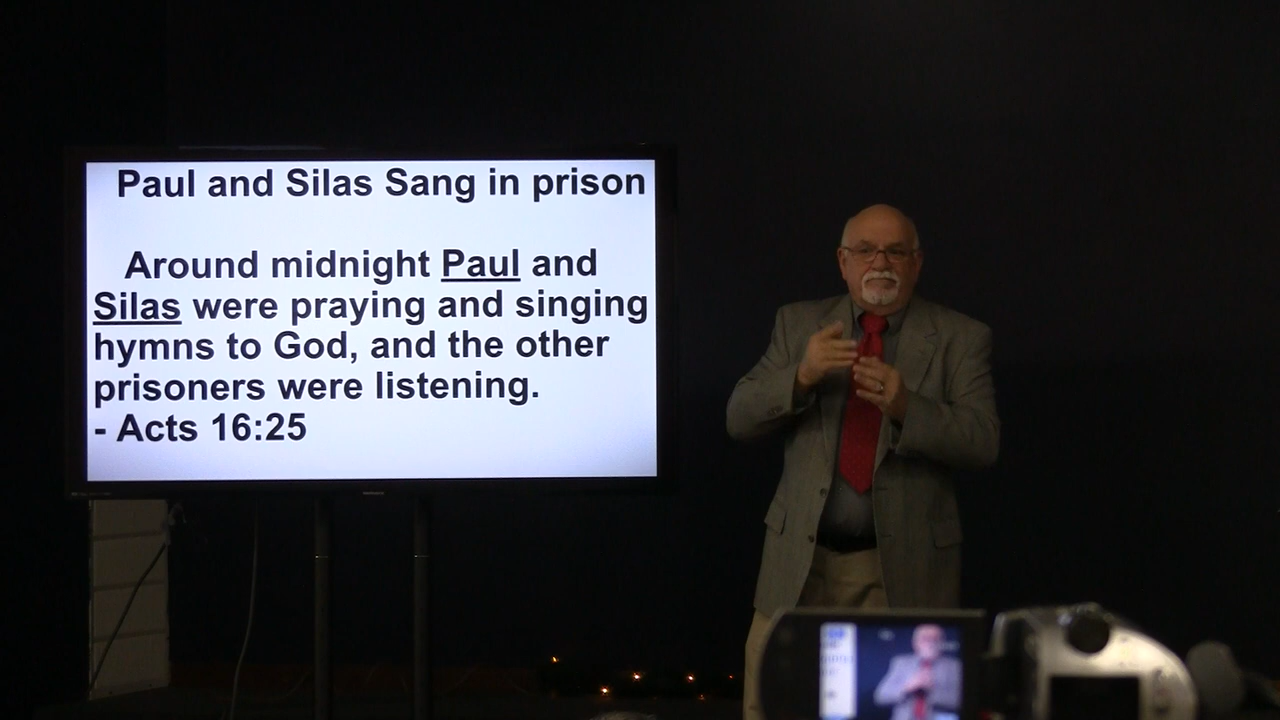 Paul and Silas Sang in prison
Around midnight Paul and
Silas were praying and singing
hymns to God, and the other
prisoners were listening.
- Acts 16:25